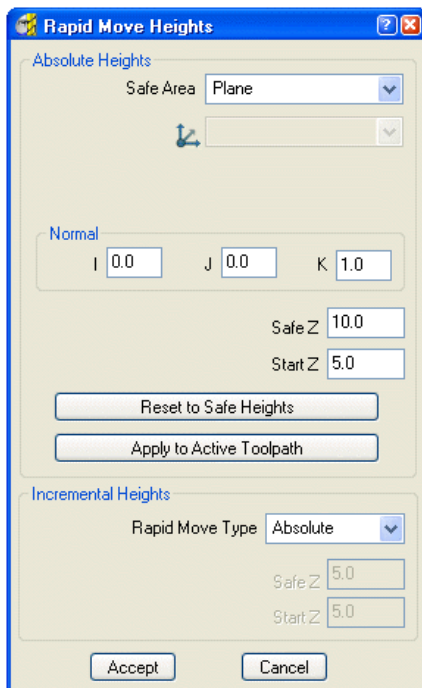 Rapid Move Heights
Absolute Heights
Safe Area Plane
Normal
I 0.0 J 0.0 K 1.0
Safe Z 10.0
Start Z 5.0
Reset to Safe Heights
Apply to Active Toolpath
Incremental Heights
Rapid Move Type Absolute
Safe Z 5.0
Start Z 5.0
Accept Cancel